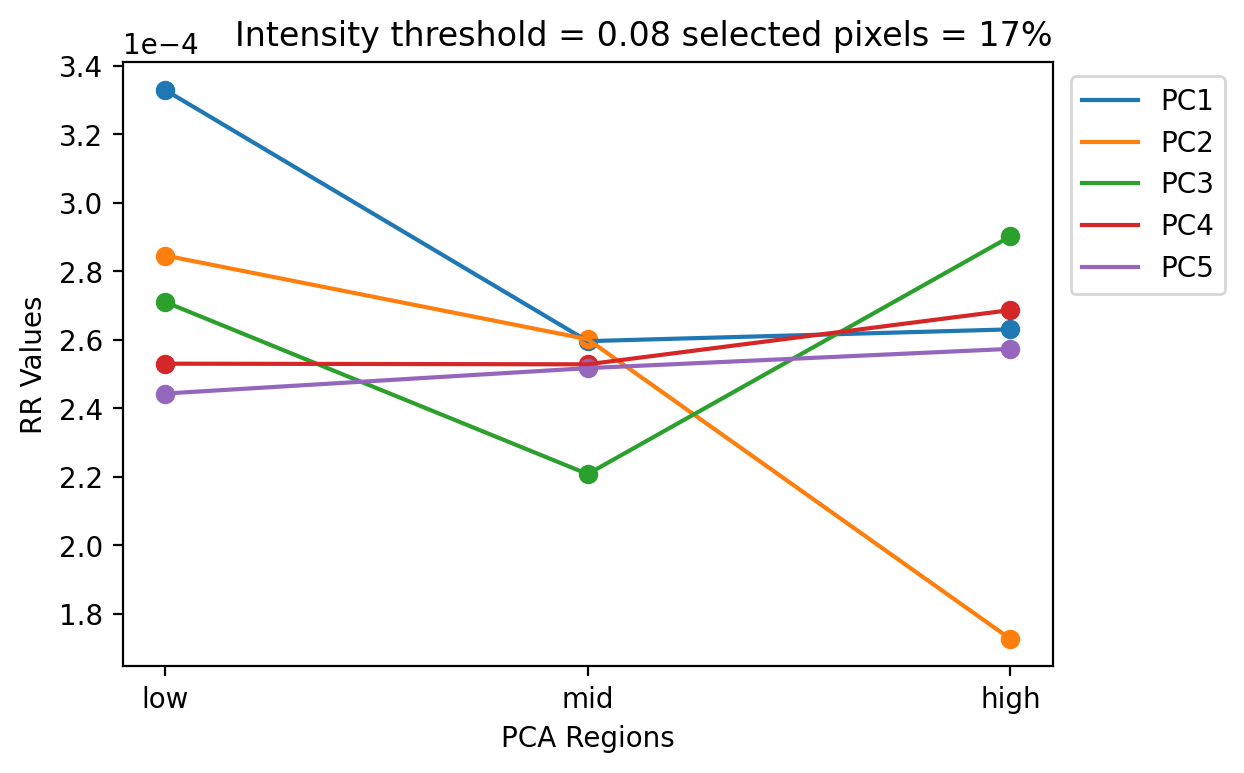 Intensity threshold = 0.08 selected pixels = 17%
1e−4
3.4
3.2
3.0
2.8
2.6
2.4
2.2
2.0
1.8
RR Values
low mid high
PCA Regions
PC1
PC2
PC3
PC4
PC5